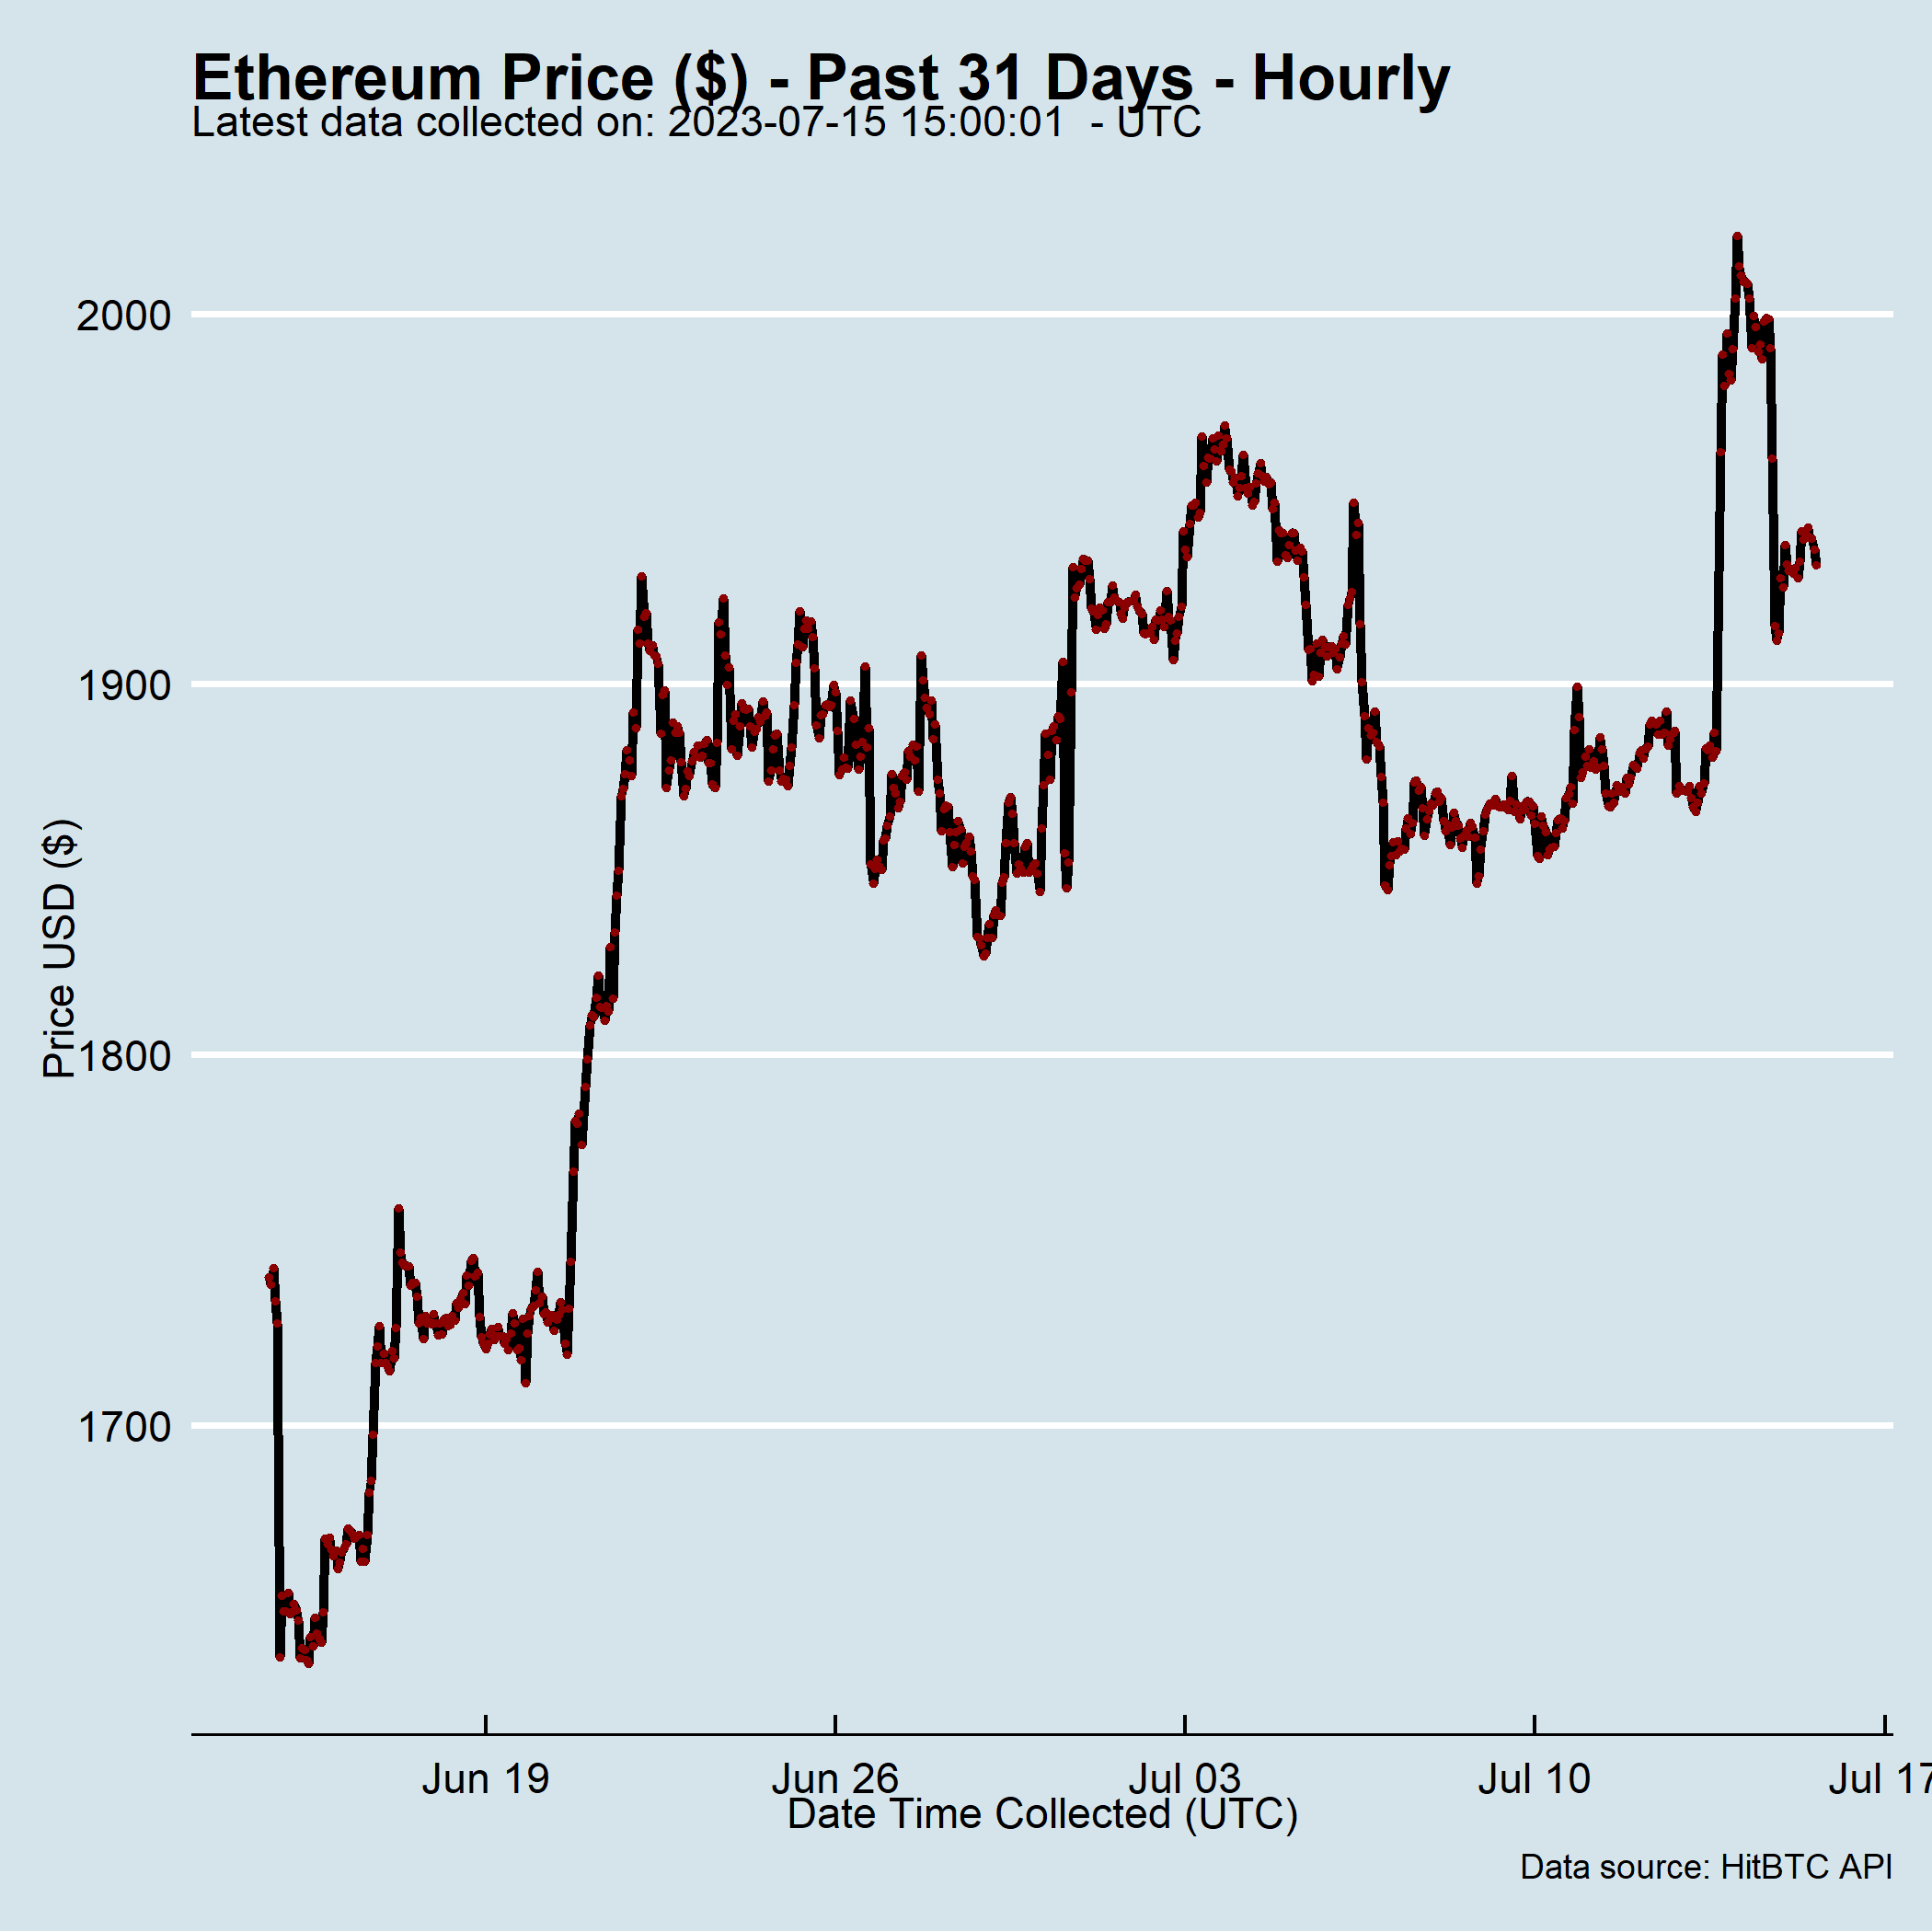 Ethereum Price ($) - Past 31 Days - Hourly
Latest data collected on: 2023-07-15 15:00:01  - UTC
2000
1900
1800
1700
Price USD ($)
Jun 19
Jun 26
Jul 03
Jul 10
Jul 17
Date Time Collected (UTC)
Data source: HitBTC API